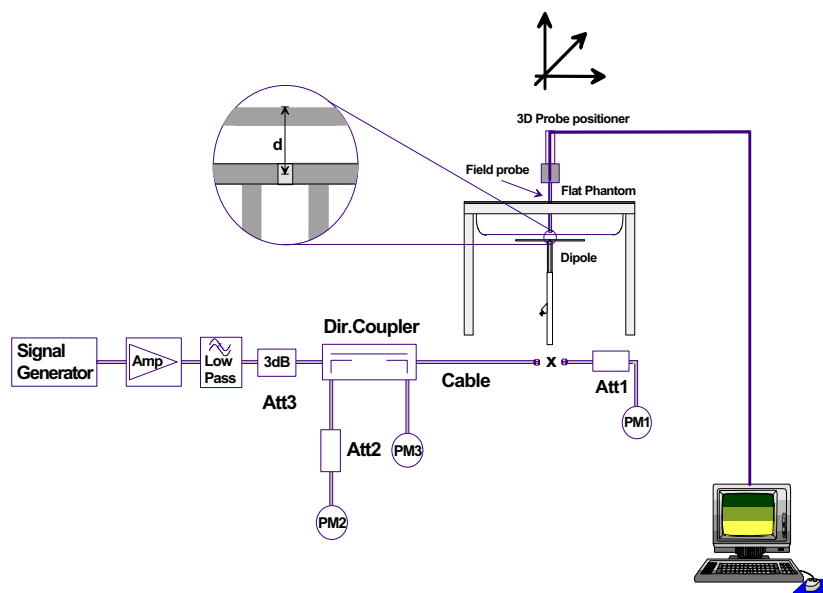 3D Probe positioner
d
Field probe
Flat Phantom
Dipole
Dir.Coupler
Signal
Generator
Amp
Low
Pass
3dB
Cable
x
Att3
Att1
PM1
Att2
PM3
PM2